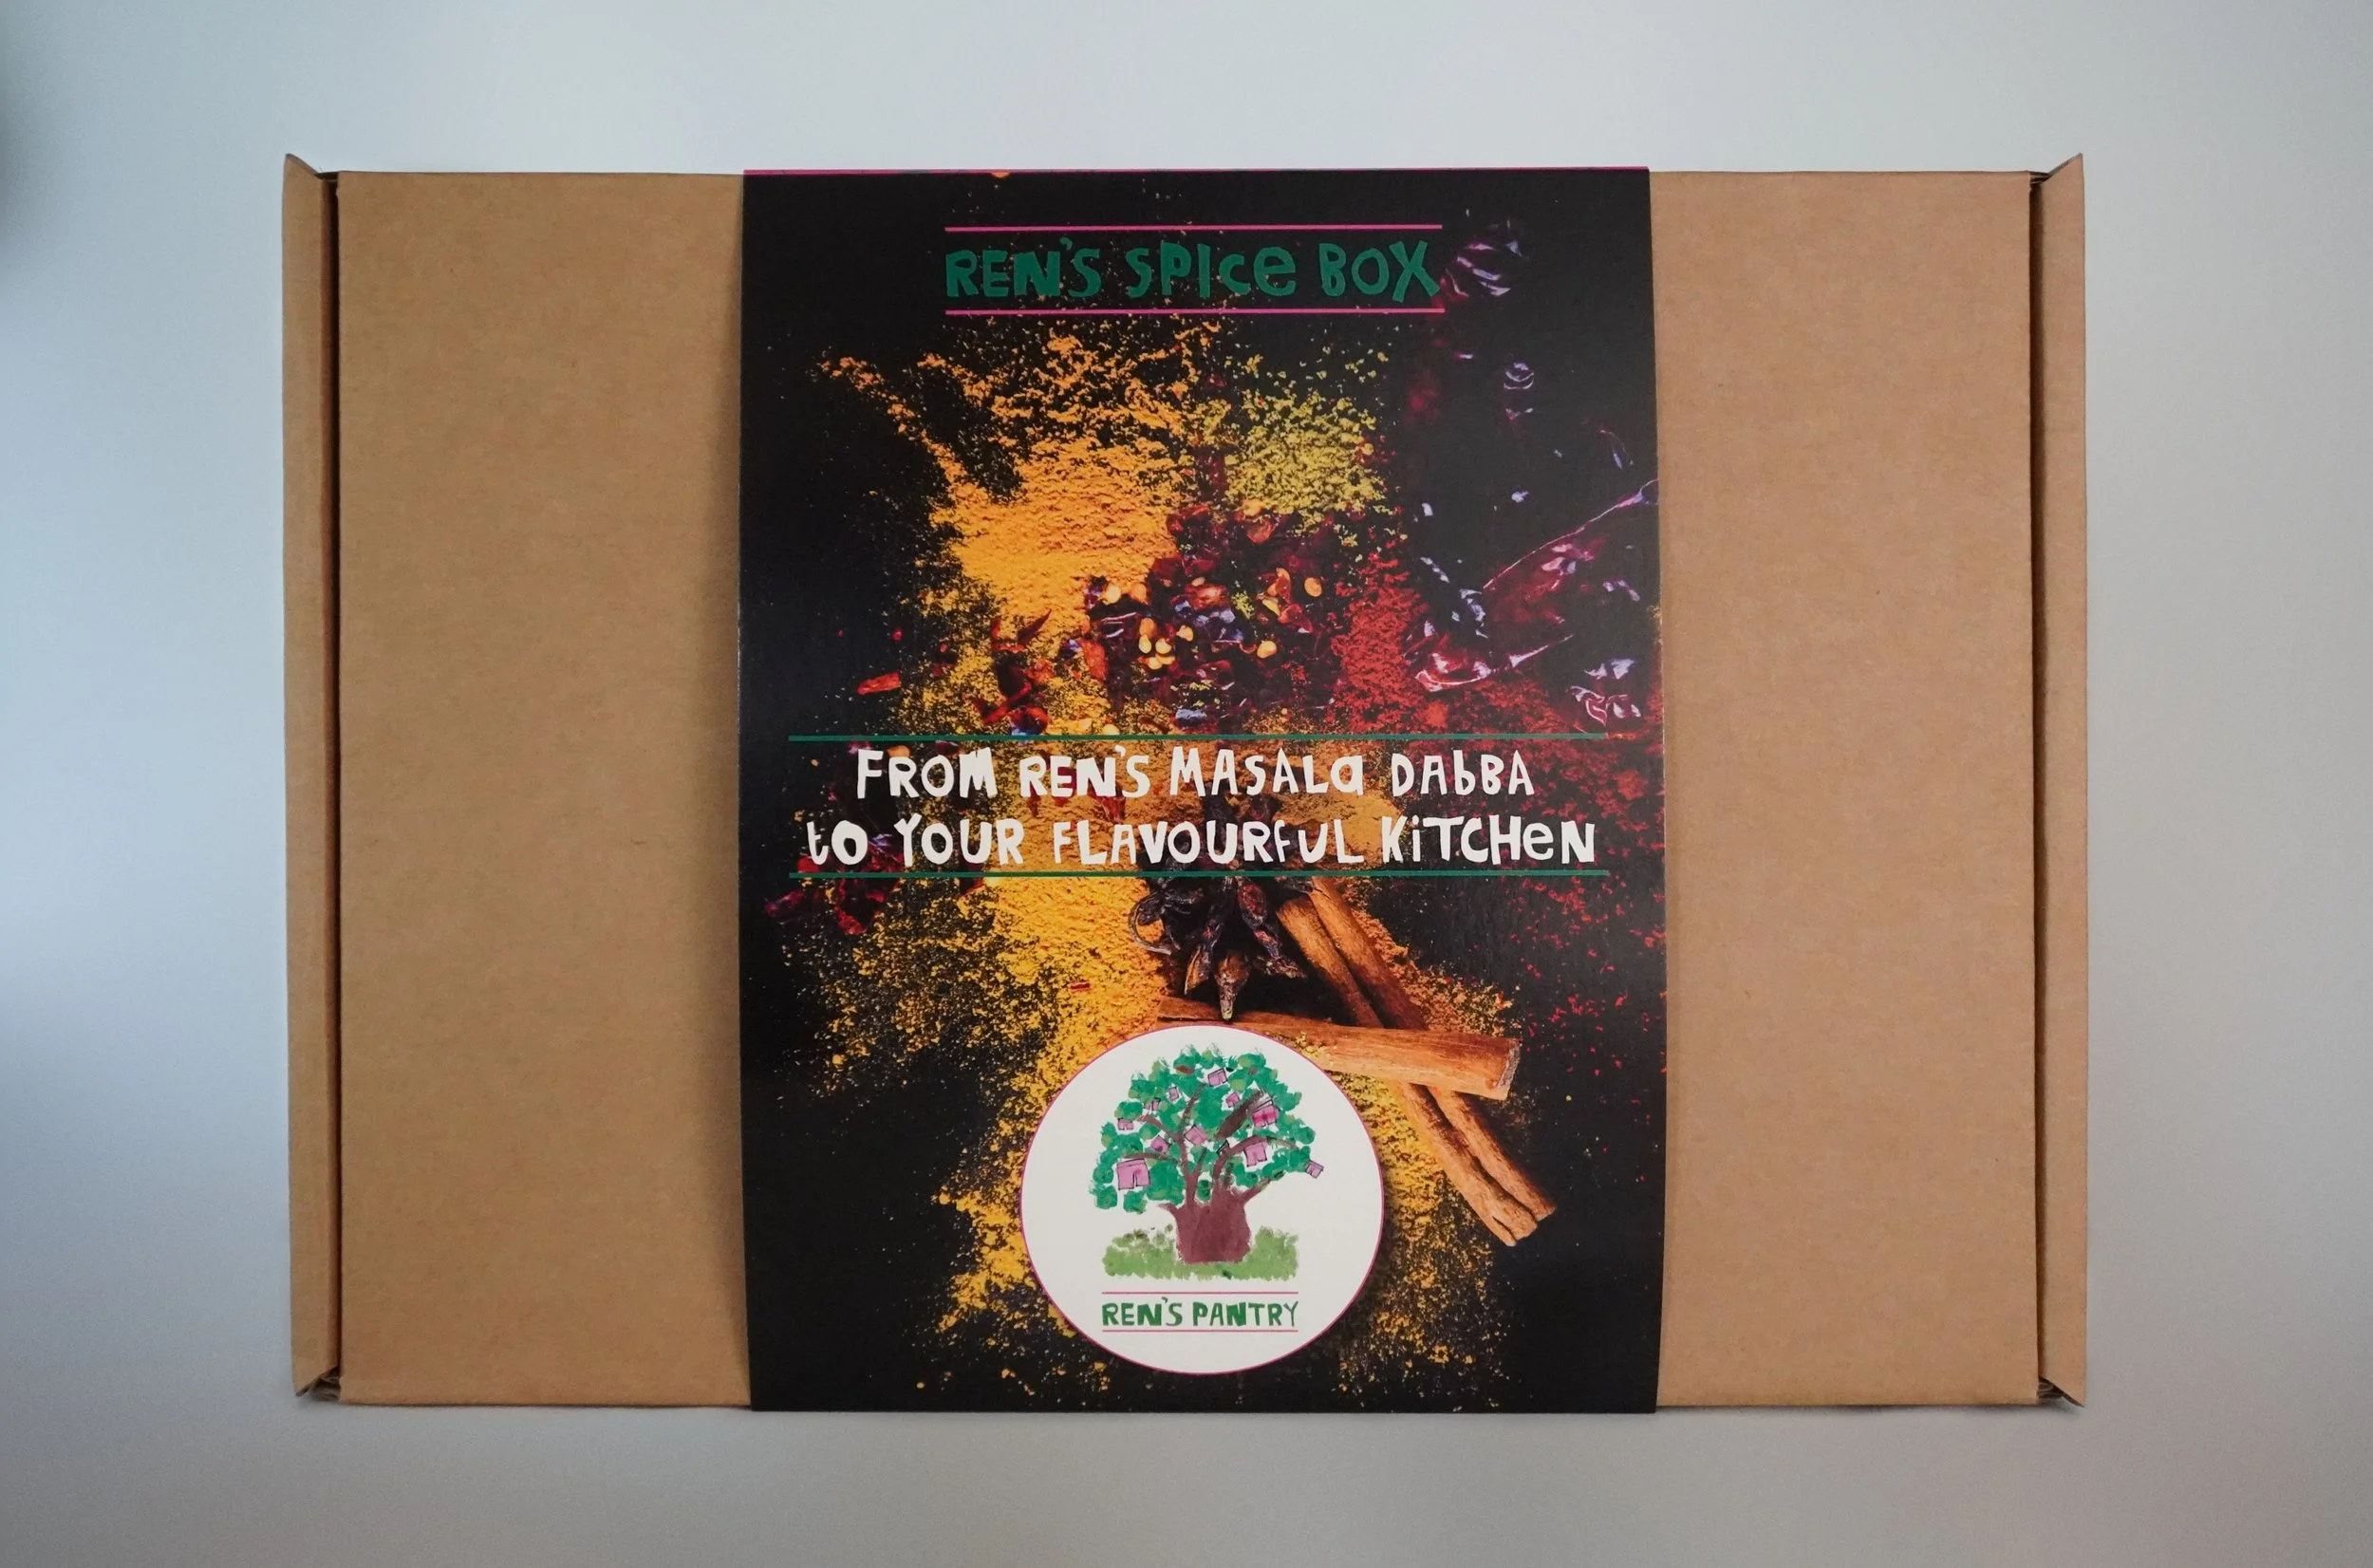 REN'S SPICE BOX
FROM REN'S MASALA DABBA
TO YOUR FLAVOURFUL KITCHEN
REN'S PANTRY